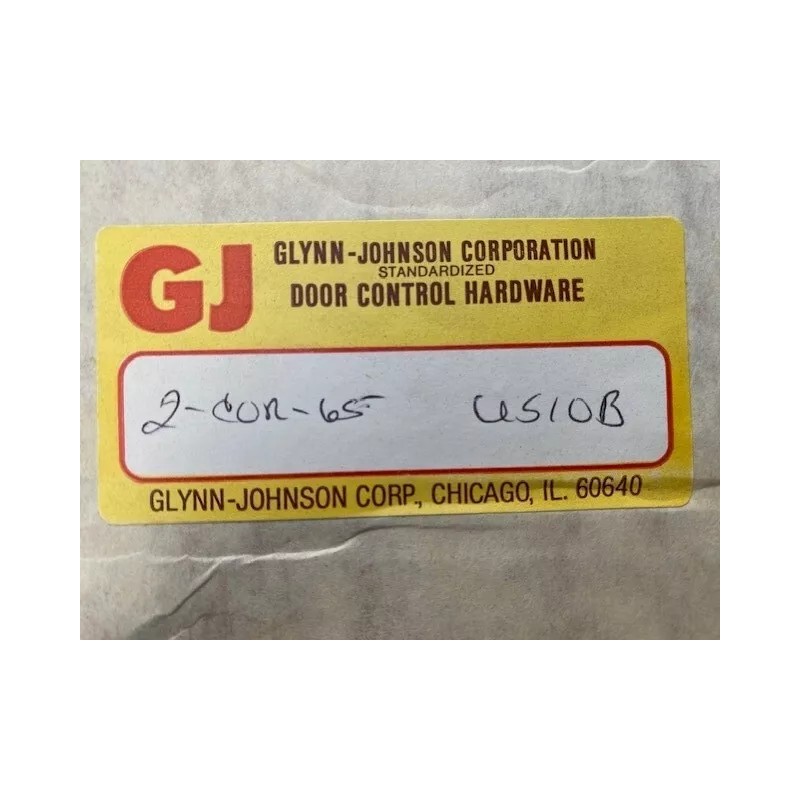 GJ
GLYNN-JOHNSON CORPORATION
STANDARDIZED
DOOR CONTROL HARDWARE
2-COR-65 US10B
GLYNN-JOHNSON CORP., CHICAGO, IL. 60640